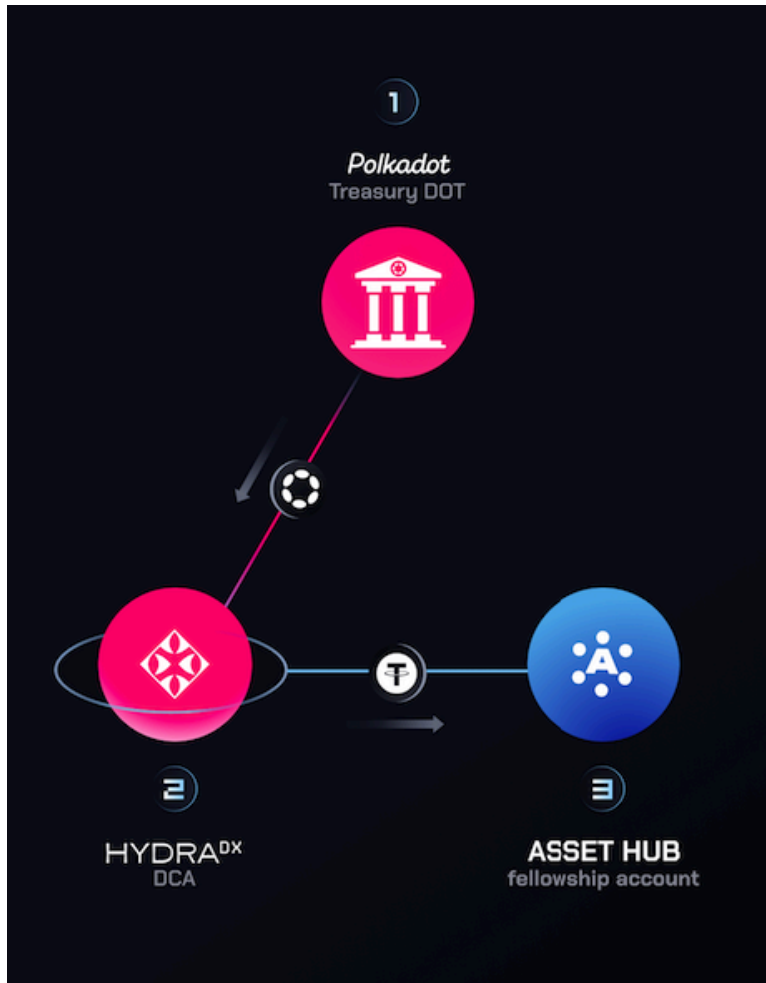 1
Polkadot
Treasury DOT
2
HYDRADX
DCA
3
ASSET HUB
fellowship account